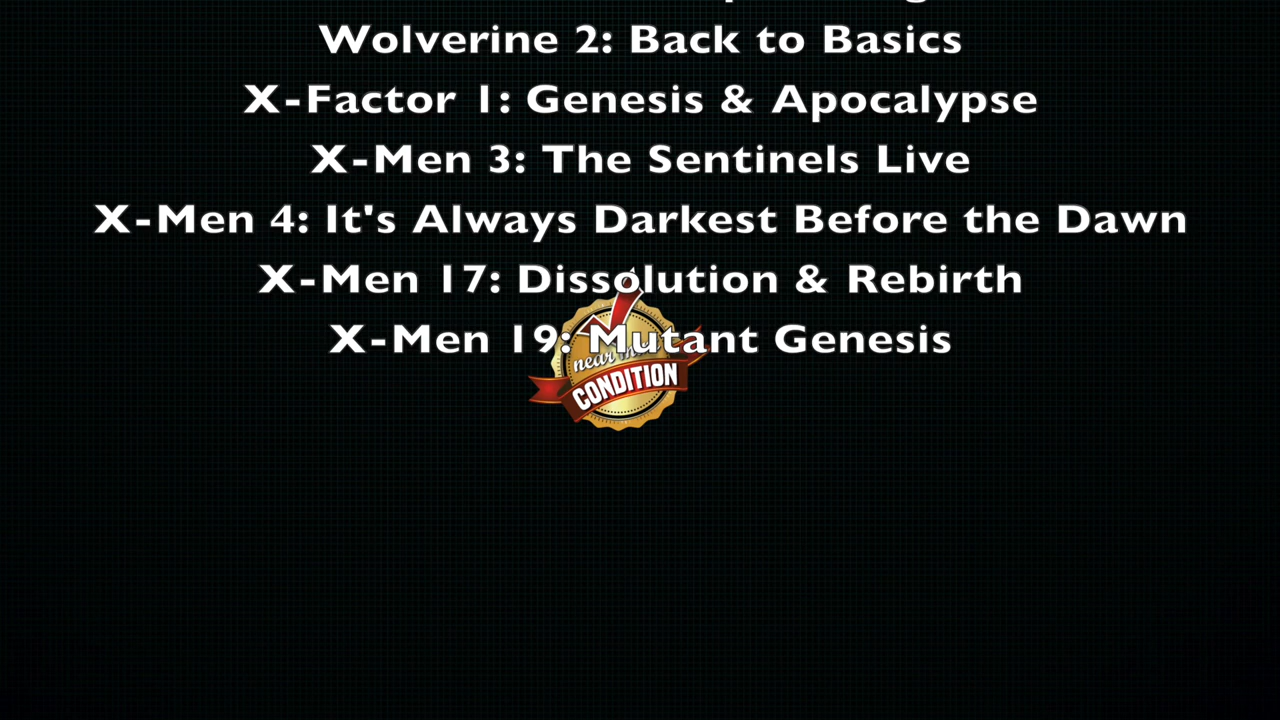 Wolverine 2: Back to Basics
X-Factor 1: Genesis & Apocalypse
X-Men 3: The Sentinels Live
X-Men 4: It's Always Darkest Before the Dawn
X-Men 17: Dissolution & Rebirth
X-Men 19: Mutant Genesis
near
CONDITION